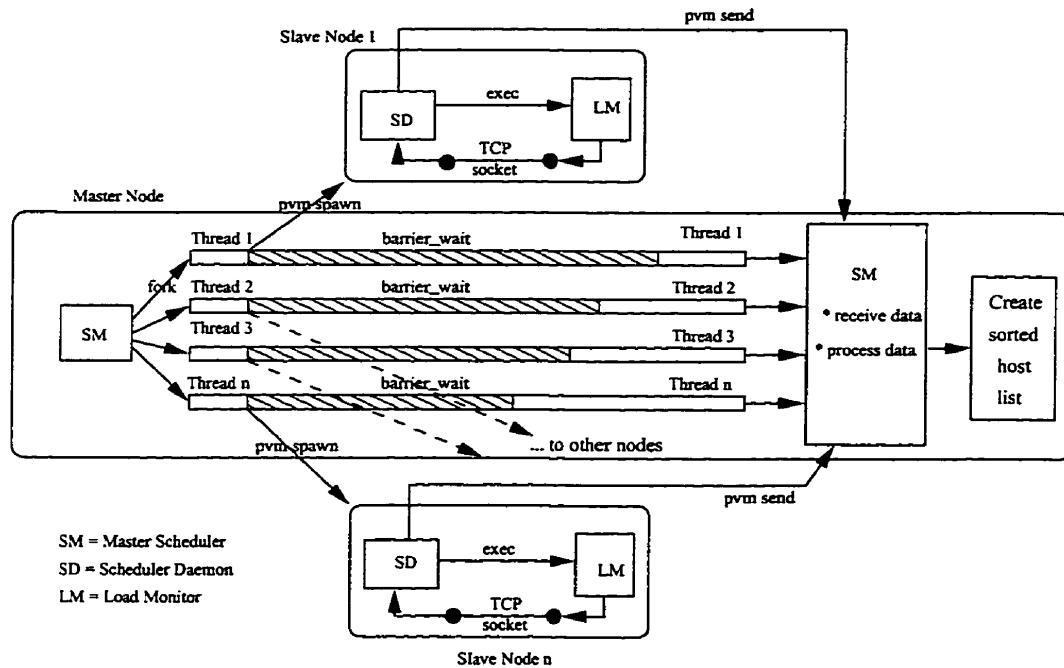 pvm send
Slave Node 1
SD
exec
LM
TCP
socket
Master Node
pvm spawn
Thread 1
barrier_wait
Thread 1
fork
Thread 2
barrier_wait
Thread 2
SM
Thread 3
Thread 3
Thread n
barrier_wait
Thread n
SM
• receive data
• process data
Create
sorted
host
list
pvm spawn
... to other nodes
pvm send
SM = Master Scheduler
SD = Scheduler Daemon
LM = Load Monitor
SD
exec
LM
TCP
socket
Slave Node n